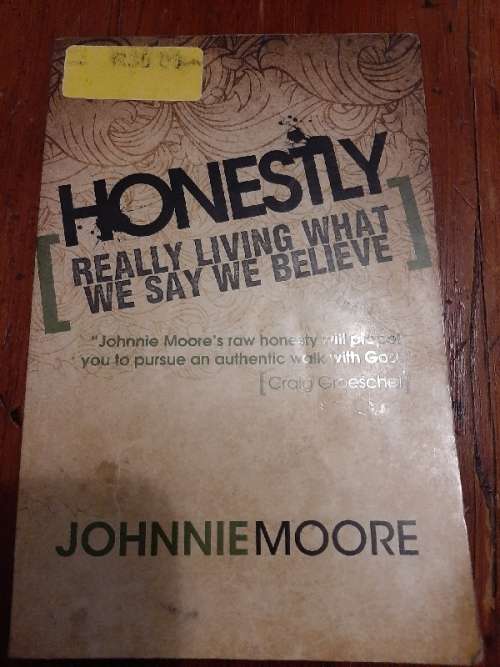 HONESTLY
[REALLY LIVING WHAT
WE SAY WE BELIEVE]
"Johnnie Moore's raw honesty will propel
you to pursue an authentic walk with God."
[Craig Groeschel]
JOHNNIEMOORE